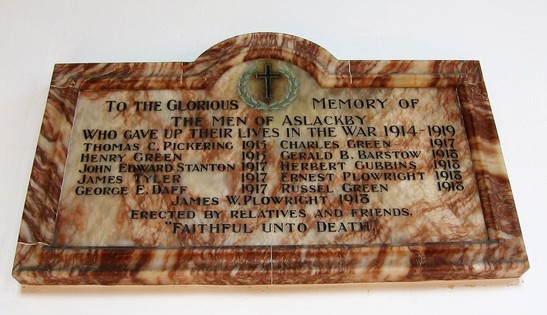 To the Glorious Memory of
The Men of Aslackby
Who gave up their lives in the War 1914-1919
Thomas C. Pickering 1915 Charles Green 1917
Henry Green 1915 Gerald B. Barstow 1918
John Edward Stanton 1917 Herbert Gubbins 1918
James Tyler 1917 Ernest Plowright 1918
George E. Daff 1917 Russel Green 1918
James W. Plowright 1918
Erected by relatives and friends.
"Faithful unto Death"